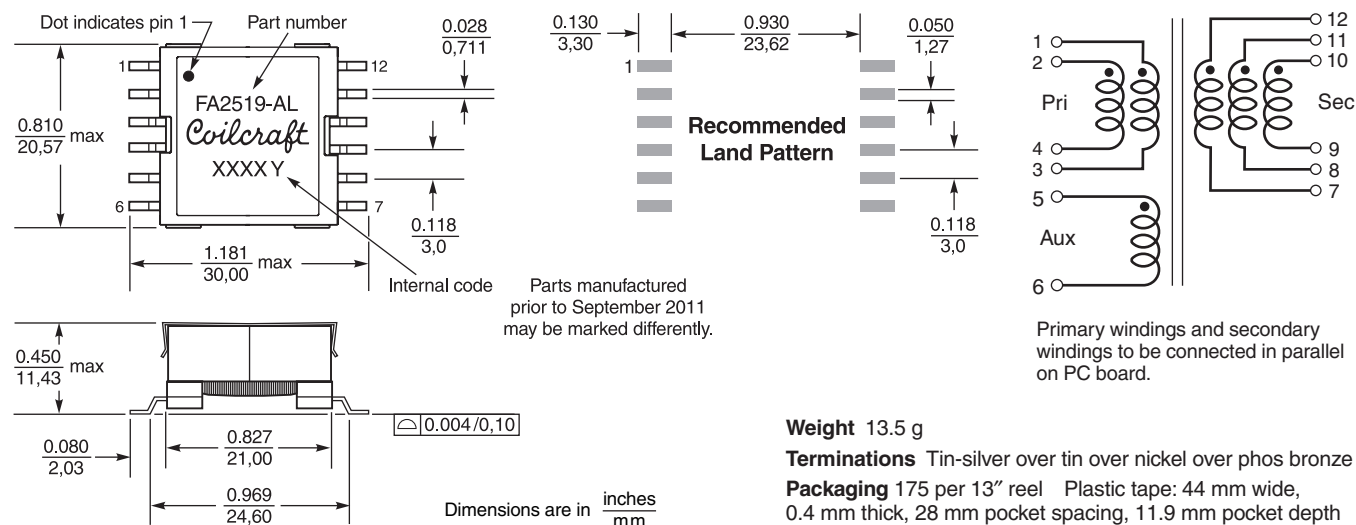 Dot indicates pin 1
Part number
0.028
0,711
1
12
0.810
20,57
max
FA2519-AL
Coilcraft
XXXX Y
6
7
0.118
3,0
1.181
30,00
max
Internal code
0.130
3,30
0.930
23,62
0.050
1,27
1
Recommended
Land Pattern
0.118
3,0
Parts manufactured
prior to September 2011
may be marked differently.
1
2
Pri
4
3
5
Aux
6
12
11
10
Sec
9
8
7
Primary windings and secondary
windings to be connected in parallel
on PC board.
0.450
11,43
max
0.004/0,10
0.080
2,03
0.827
21,00
0.969
24,60
Dimensions are in inches
mm
Weight 13.5 g
Terminations Tin-silver over tin over nickel over phos bronze
Packaging 175 per 13″ reel Plastic tape: 44 mm wide,
0.4 mm thick, 28 mm pocket spacing, 11.9 mm pocket depth